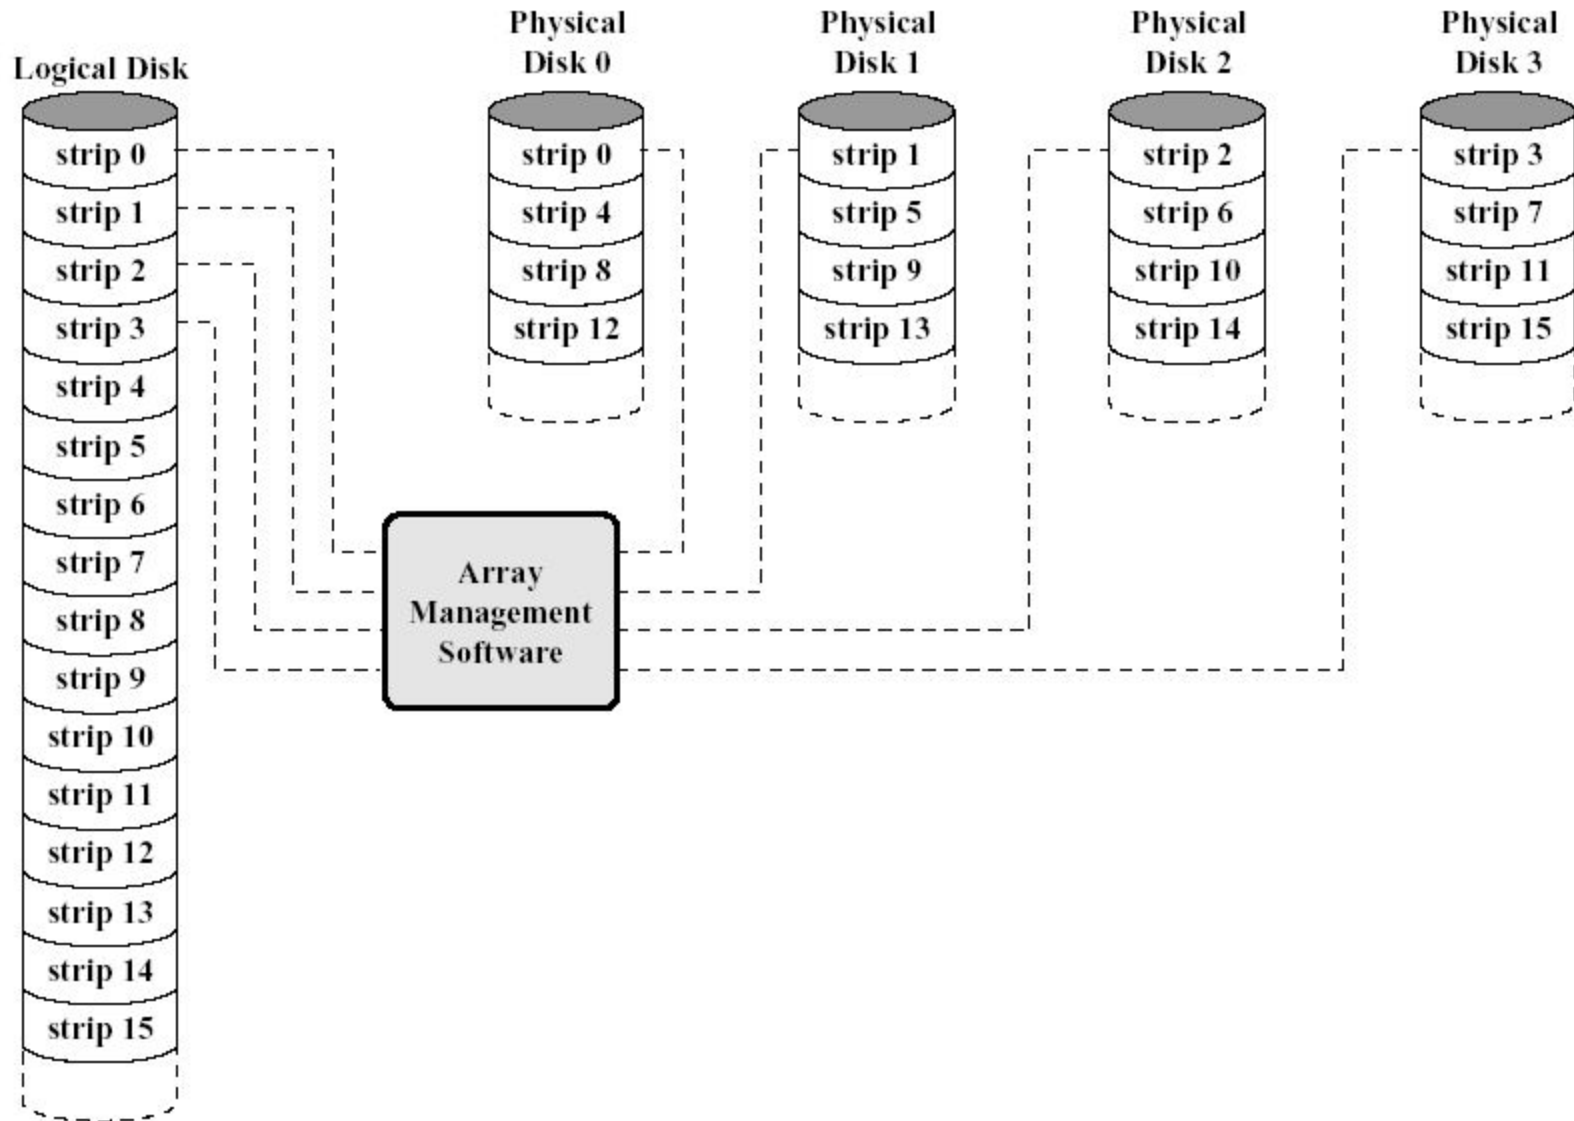 Logical Disk
strip 0
strip 1
strip 2
strip 3
strip 4
strip 5
strip 6
strip 7
strip 8
strip 9
strip 10
strip 11
strip 12
strip 13
strip 14
strip 15
Physical
Disk 0
strip 0
strip 4
strip 8
strip 12
Physical
Disk 1
strip 1
strip 5
strip 9
strip 13
Physical
Disk 2
strip 2
strip 6
strip 10
strip 14
Physical
Disk 3
strip 3
strip 7
strip 11
strip 15
Array
Management
Software